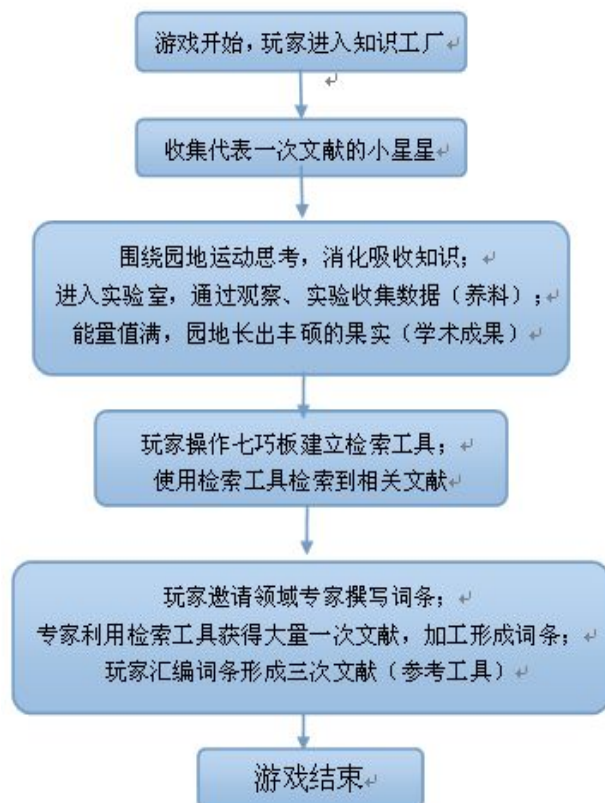 游戏开始，玩家进入知识工厂
收集代表一次文献的小星星
围绕园地运动思考，消化吸收知识；
进入实验室，通过观察、实验收集数据（养料）；
能量值满，园地长出丰硕的果实（学术成果）
玩家操作七巧板建立检索工具；
使用检索工具检索到相关文献
玩家邀请领域专家撰写词条；
专家利用检索工具获得大量一次文献，加工形成词条；
玩家汇编词条形成三次文献（参考工具）
游戏结束